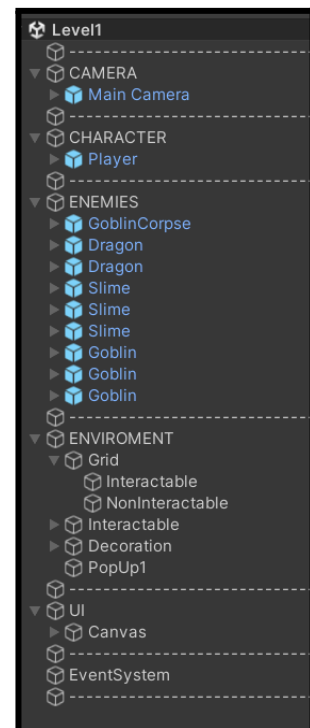 Level1
--------------------------------
CAMERA
Main Camera
--------------------------------
CHARACTER
Player
--------------------------------
ENEMIES
GoblinCorpse
Dragon
Dragon
Slime
Slime
Slime
Goblin
Goblin
Goblin
--------------------------------
ENVIROMENT
Grid
Interactable
NonInteractable
Interactable
Decoration
PopUp1
--------------------------------
UI
Canvas
--------------------------------
EventSystem
--------------------------------